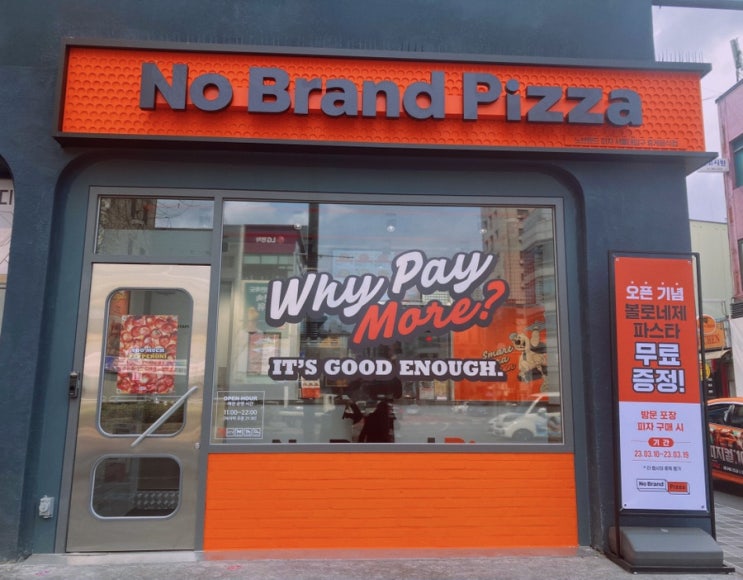 No Brand Pizza
Why Pay
More?
IT'S GOOD ENOUGH.
OPEN HOUR
11:00~22:00
오픈 기념
볼로네제
파스타
무료
증정!
방문 포장
피자 구매 시
기간
23.03.10~23.03.19
No Brand Pizza